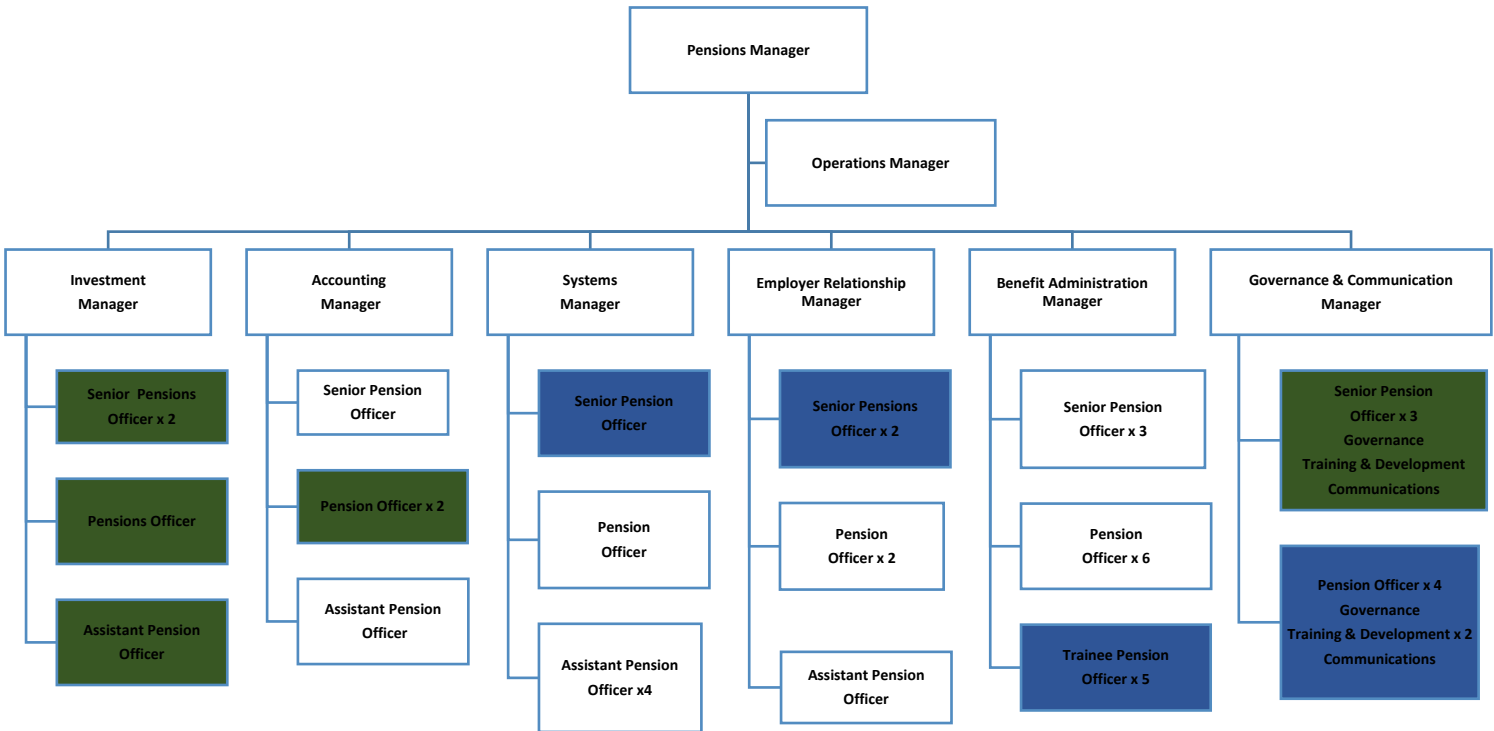 Pensions Manager
Operations Manager
Investment
Manager
Accounting
Manager
Systems
Manager
Employer Relationship
Manager
Benefit Administration
Manager
Governance & Communication
Manager
Senior Pensions
Officer x 2
Pensions Officer
Assistant Pension
Officer
Senior Pension
Officer
Pension Officer x 2
Assistant Pension
Officer
Senior Pension
Officer
Pension
Officer
Assistant Pension
Officer x4
Senior Pensions
Officer x 2
Pension
Officer x 2
Assistant Pension
Officer
Senior Pension
Officer x 3
Pension
Officer x 6
Trainee Pension
Officer x 5
Senior Pension
Officer x 3
Governance
Training & Development
Communications
Pension Officer x 4
Governance
Training & Development x 2
Communications